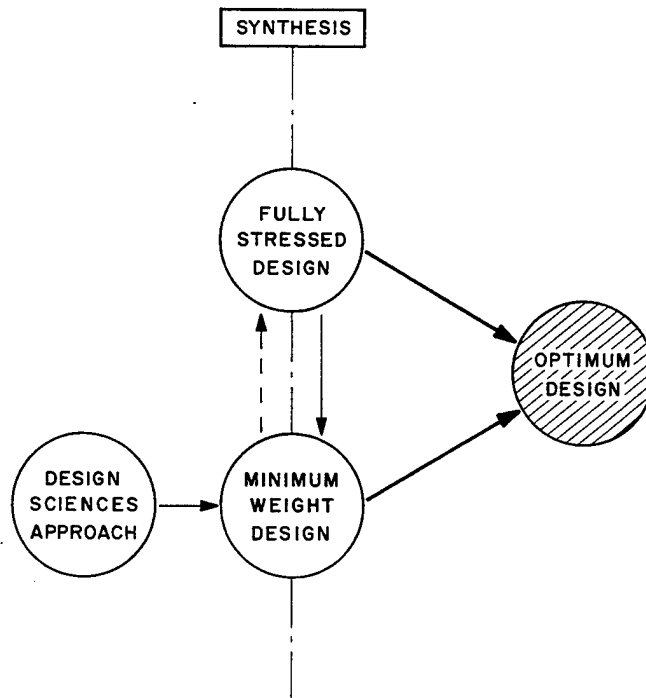 SYNTHESIS
FULLY
STRESSED
DESIGN
OPTIMUM
DESIGN
DESIGN
SCIENCES
APPROACH
MINIMUM
WEIGHT
DESIGN